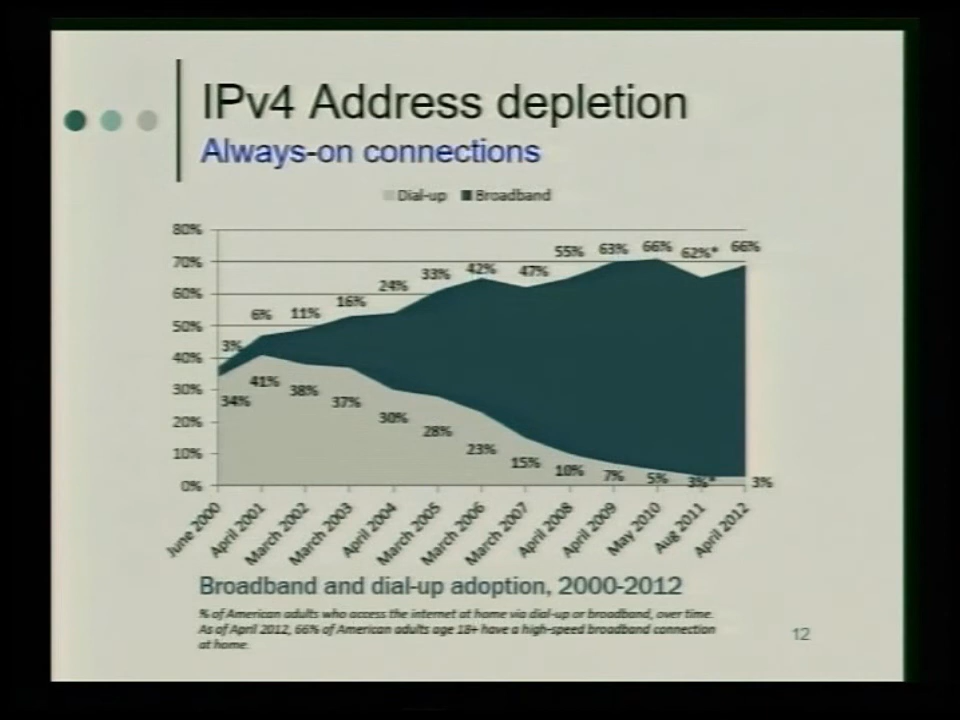 IPv4 Address depletion
Always-on connections
Dial-up Broadband
80%
70%
60%
50%
40%
30%
20%
10%
0%
3% 6% 11% 16% 24% 33% 42% 47% 55% 63% 66% 62%* 66%
34% 41% 38% 37% 30% 28% 23% 15% 10% 7% 5% 3%* 3%
June 2000 April 2001 March 2002 March 2003 April 2004 March 2005 March 2006 March 2007 April 2008 April 2009 May 2010 Aug 2011 April 2012
Broadband and dial-up adoption, 2000-2012
% of American adults who access the internet at home via dial-up or broadband, over time.
As of April 2012, 66% of American adults age 18+ have a high-speed broadband connection
at home.
12